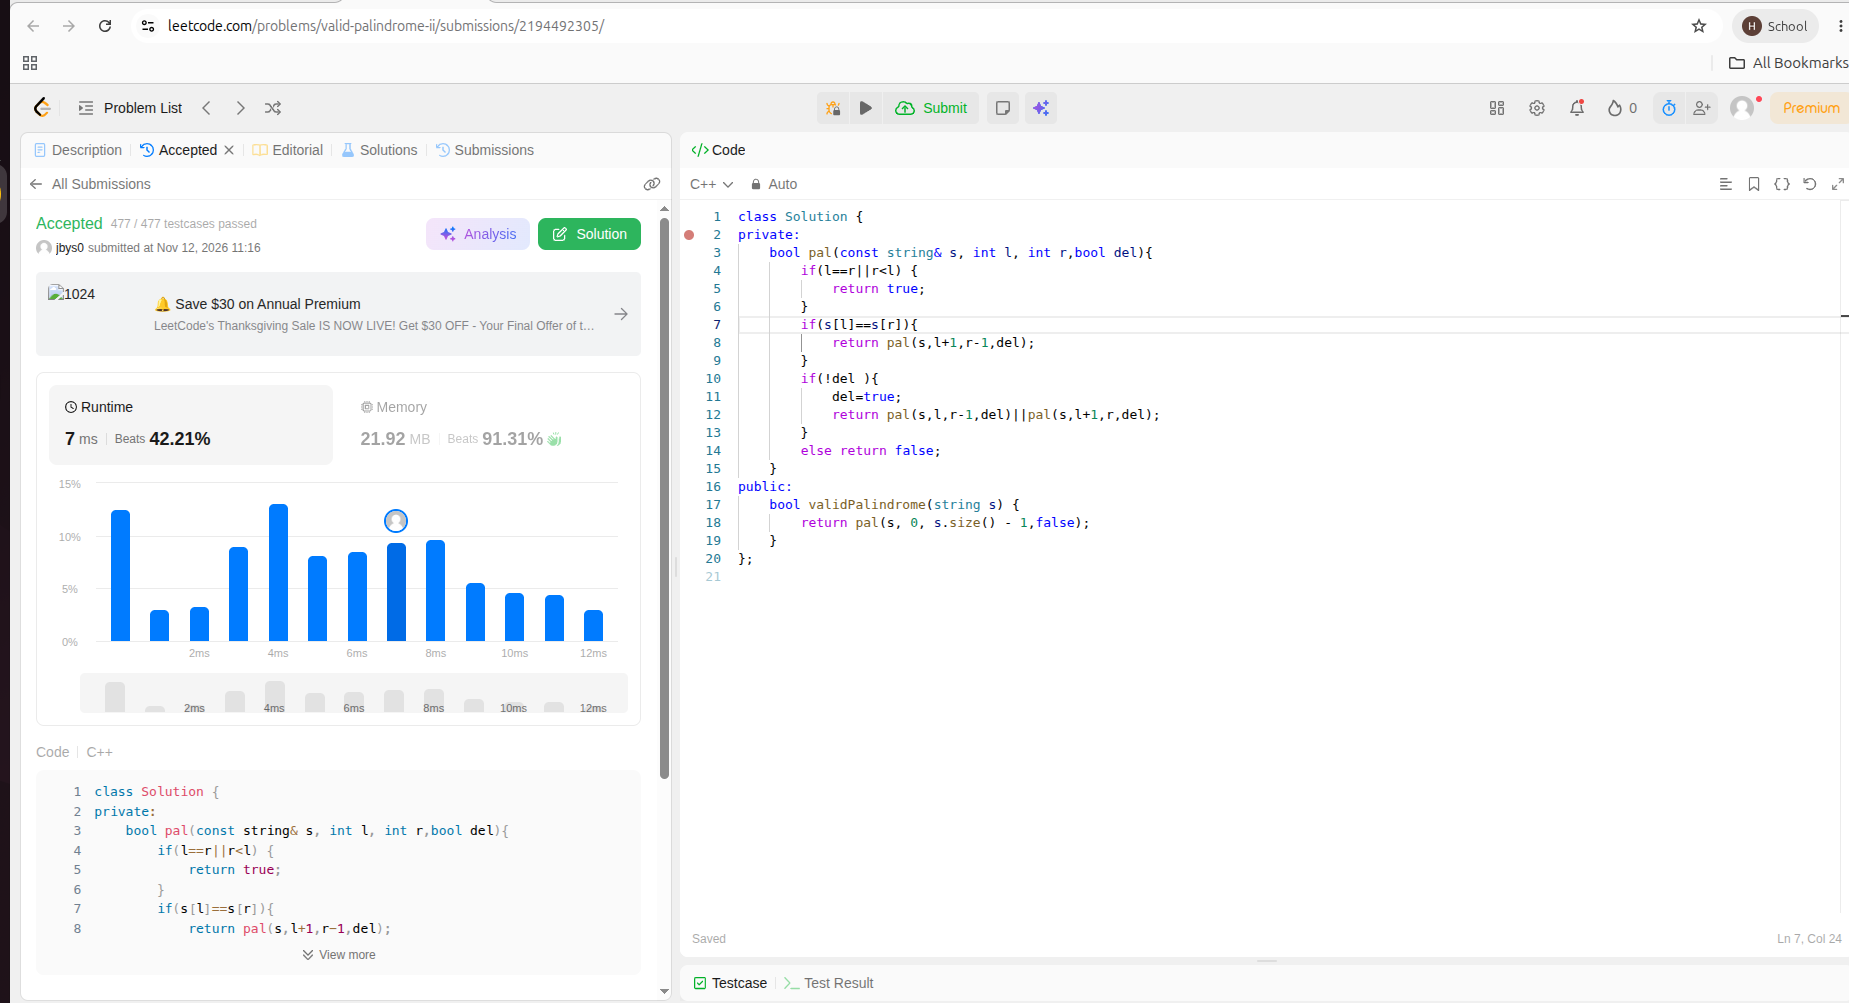 leetcode.com/problems/valid-palindrome-ii/submissions/2194492305/
H School
All Bookmarks
Problem List
Submit
0
Premium
Description
Accepted
Editorial
Solutions
Submissions
All Submissions
Accepted 477 / 477 testcases passed
jbys0 submitted at Nov 12, 2026 11:16
Analysis
Solution
1024
🔔 Save $30 on Annual Premium
LeetCode's Thanksgiving Sale IS NOW LIVE! Get $30 OFF - Your Final Offer of t...
Runtime
7 ms Beats 42.21%
Memory
21.92 MB Beats 91.31%
15%
10%
5%
0%
2ms 4ms 6ms 8ms 10ms 12ms
2ms 4ms 6ms 8ms 10ms 12ms
Code C++
1 class Solution {
2 private:
3     bool pal(const string& s, int l, int r,bool del){
4         if(l==r||r<l) {
5             return true;
6         }
7         if(s[l]==s[r]){
8             return pal(s,l+1,r-1,del);
View more
</> Code
C++ Auto
1 class Solution {
2 private:
3     bool pal(const string& s, int l, int r,bool del){
4         if(l==r||r<l) {
5             return true;
6         }
7         if(s[l]==s[r]){
8             return pal(s,l+1,r-1,del);
9         }
10         if(!del ){
11             del=true;
12             return pal(s,l,r-1,del)||pal(s,l+1,r,del);
13         }
14         else return false;
15     }
16 public:
17     bool validPalindrome(string s) {
18         return pal(s, 0, s.size() - 1,false);
19     }
20 };
21
Saved
Ln 7, Col 24
Testcase
Test Result